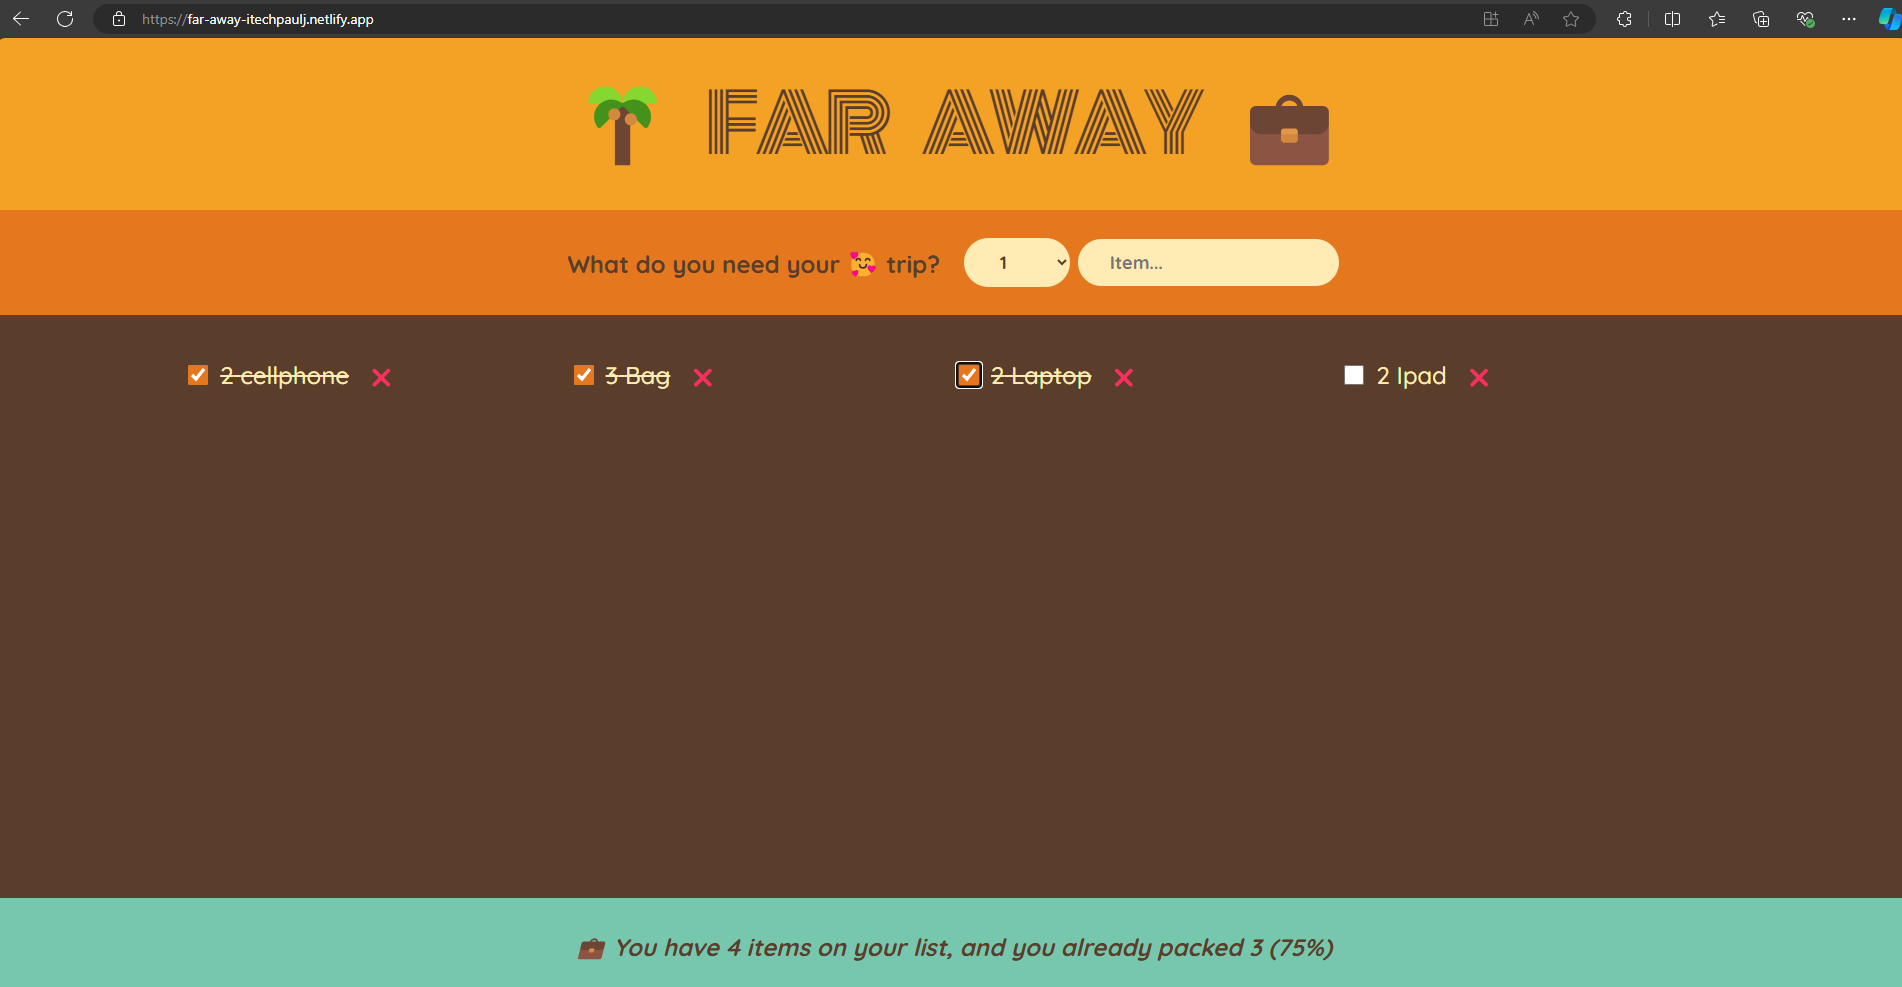 https://far-away-itechpaulj.netlify.app
FAR AWAY
What do you need your 🥰 trip? 1 Item...
2 cellphone ❌ 3 Bag ❌ 2 Laptop ❌ 2 Ipad ❌
💼 You have 4 items on your list, and you already packed 3 (75%)